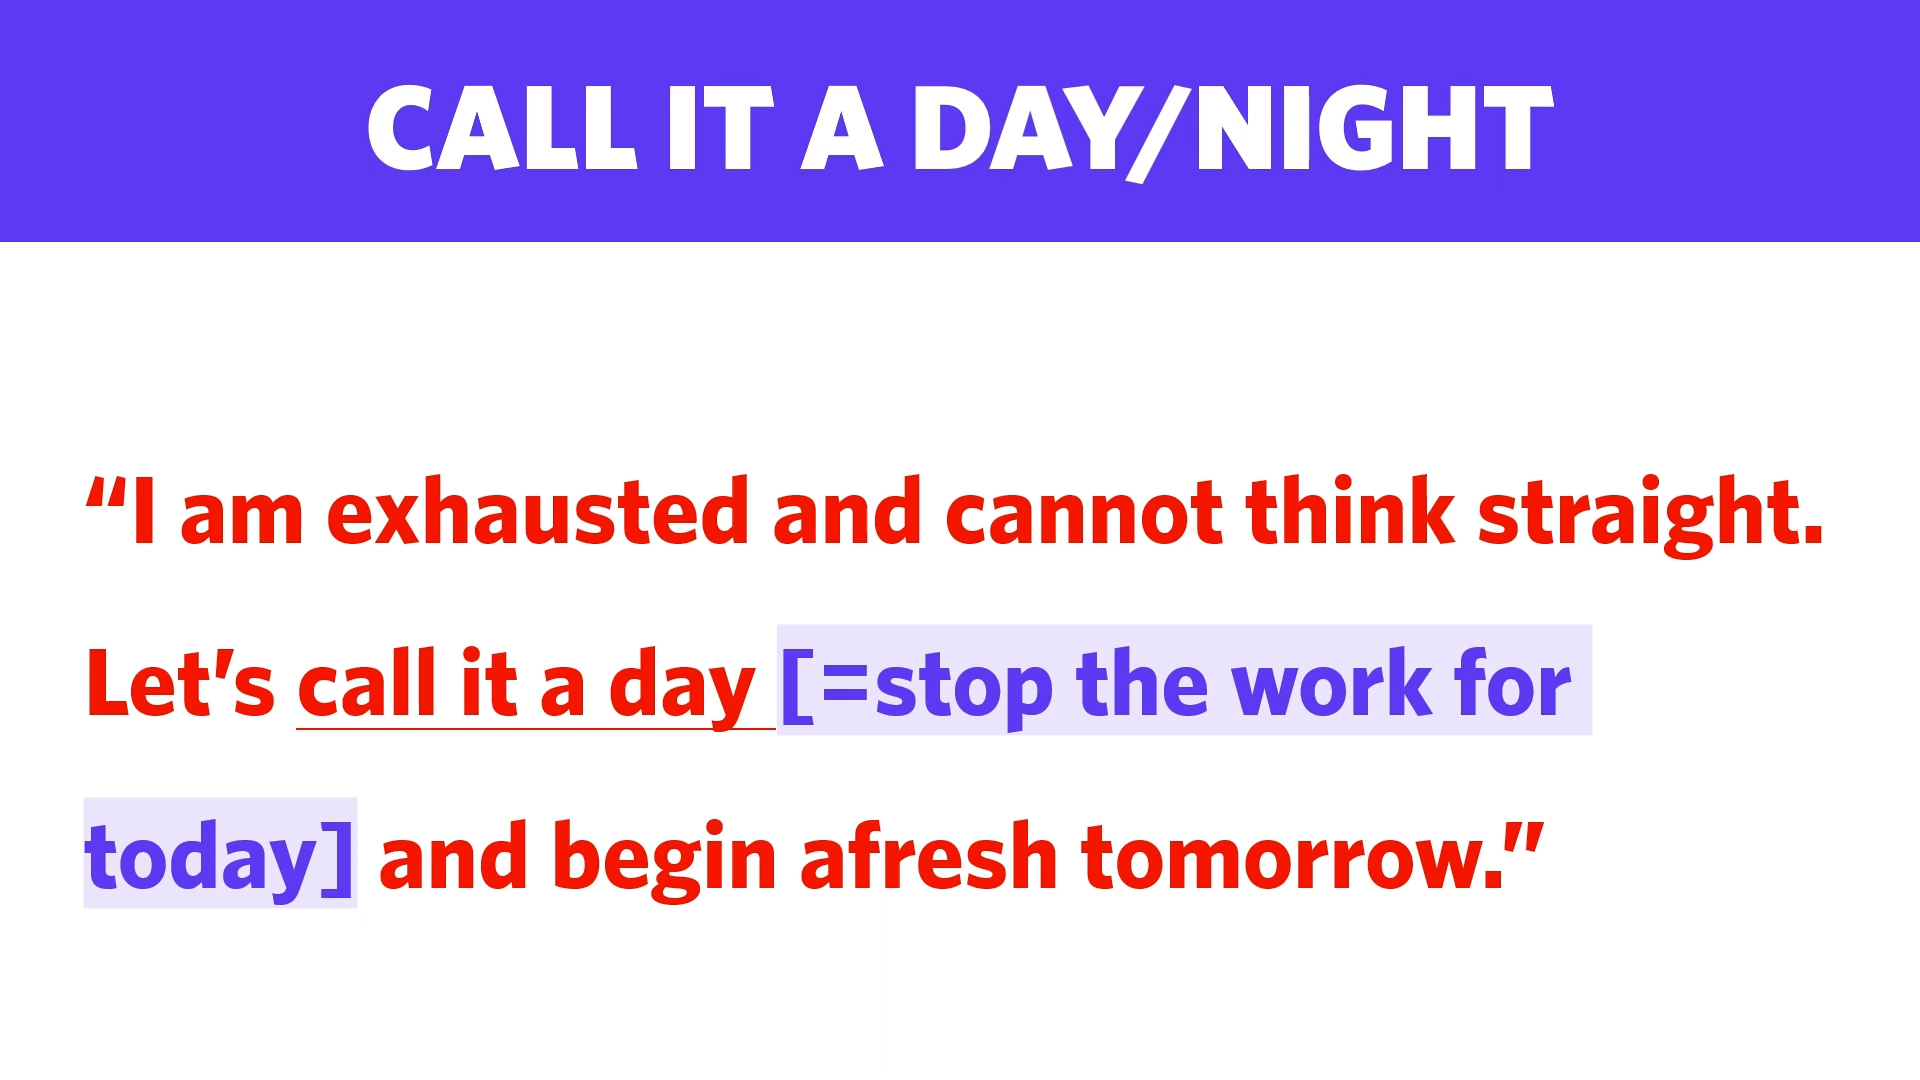 CALL IT A DAY/NIGHT
“I am exhausted and cannot think straight.
Let’s call it a day [=stop the work for
today] and begin afresh tomorrow.”